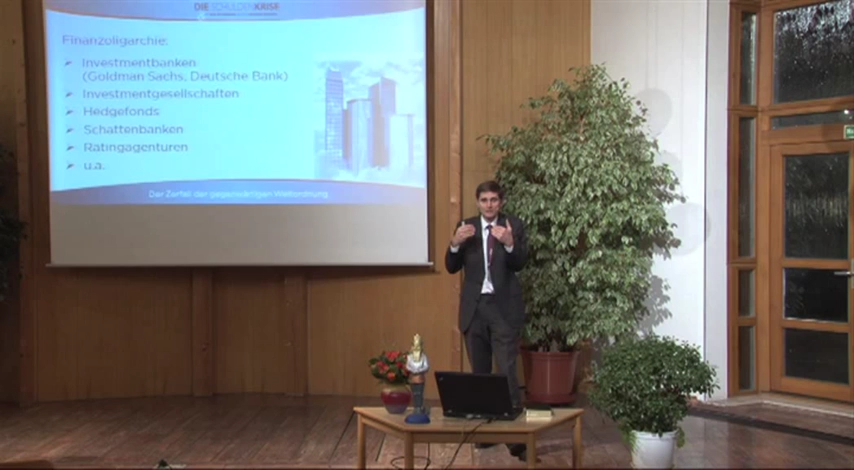 DIE SCHULDENKRISE
Finanzoligarchie:
Investmentbanken
(Goldman Sachs, Deutsche Bank)
Investmentgesellschaften
Hedgefonds
Schattenbanken
Ratingagenturen
u.a.
Der Zerfall der gegenwärtigen Weltordnung